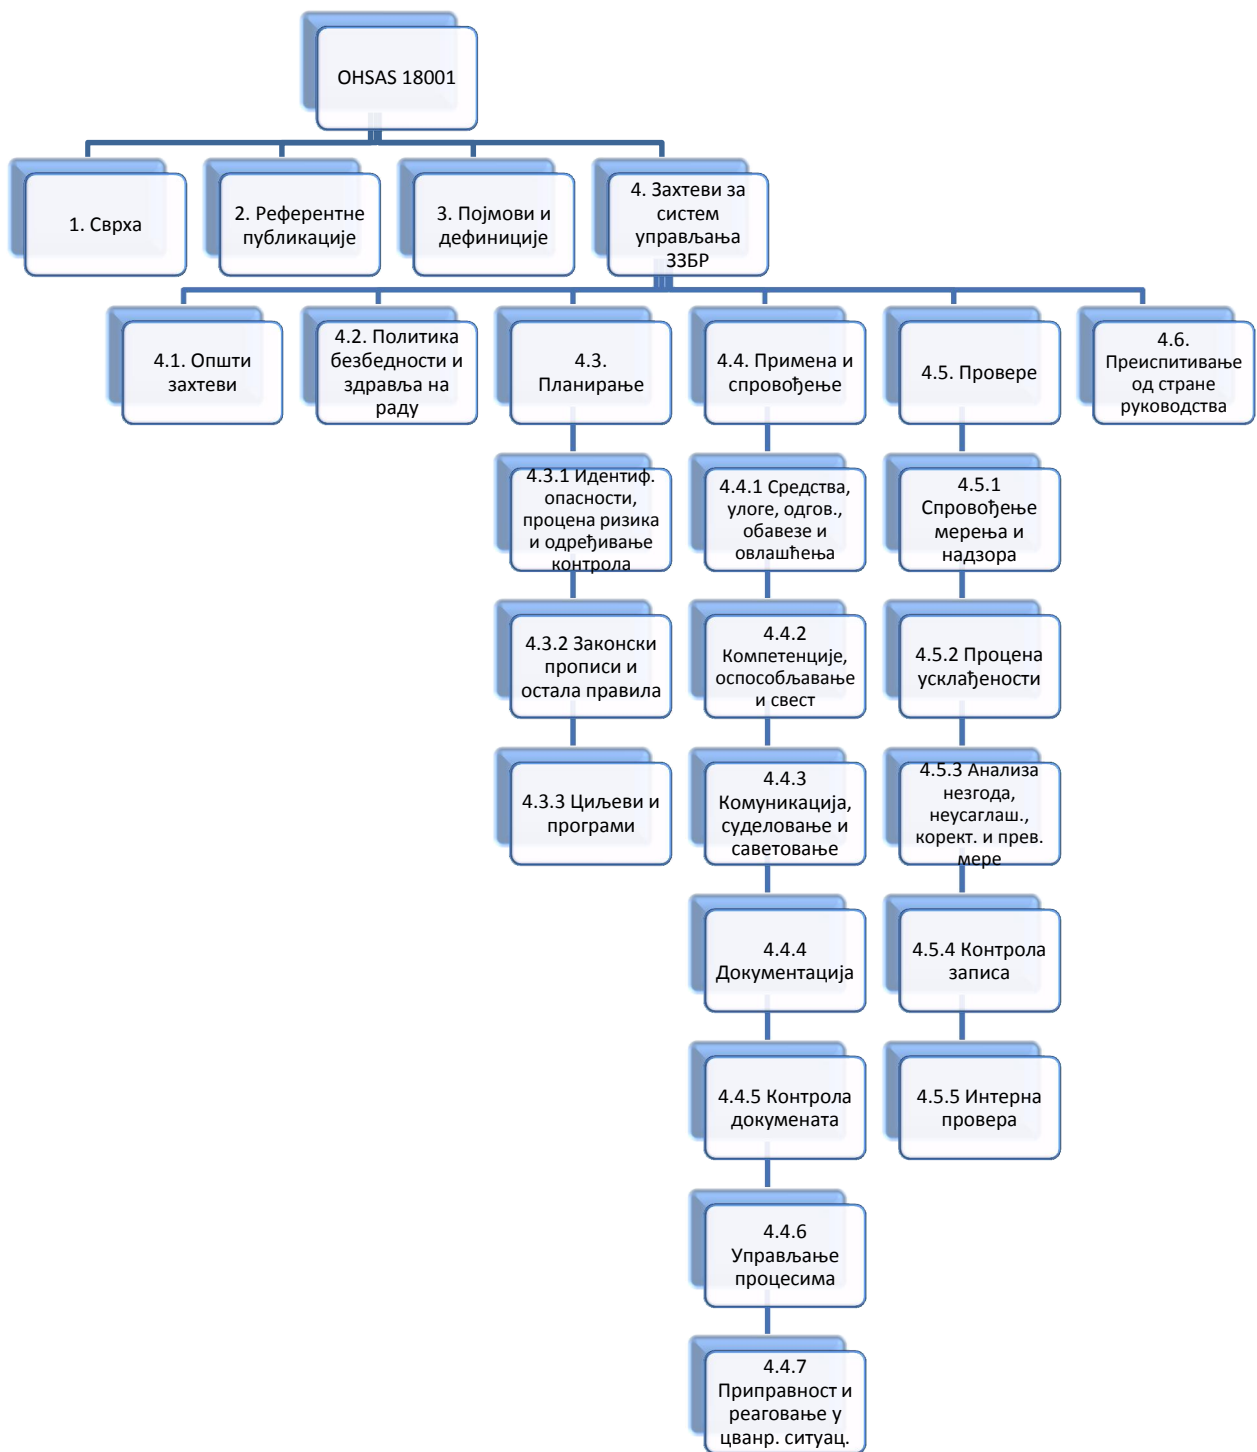 OHSAS 18001
1. Сврха
2. Референтне
публикације
3. Појмови и
дефиниције
4. Захтеви за
систем
управљања
ЗЗБР
4.1. Општи
захтеви
4.2. Политика
безбедности и
здравља на
раду
4.3.
Планирање
4.4. Примена и
спровођење
4.5. Провере
4.6.
Преиспитивање
од стране
руководства
4.3.1 Идентиф.
опасности,
процена ризика
и одређивање
контрола
4.3.2 Законски
прописи и
остала правила
4.3.3 Циљеви и
програми
4.4.1 Средства,
улоге, одгов.,
обавезе и
овлашћења
4.4.2
Компетенције,
оспособљавање
и свест
4.4.3
Комуникација,
суделовање и
саветовање
4.4.4
Документација
4.4.5 Контрола
докумената
4.4.6
Управљање
процесима
4.4.7
Приправност и
реаговање у
цванр. ситуац.
4.5.1
Спровођење
мерења и
надзора
4.5.2 Процена
усклађености
4.5.3 Анализа
незгода,
неусаглаш.,
корект. и прев.
мере
4.5.4 Контрола
записа
4.5.5 Интерна
провера